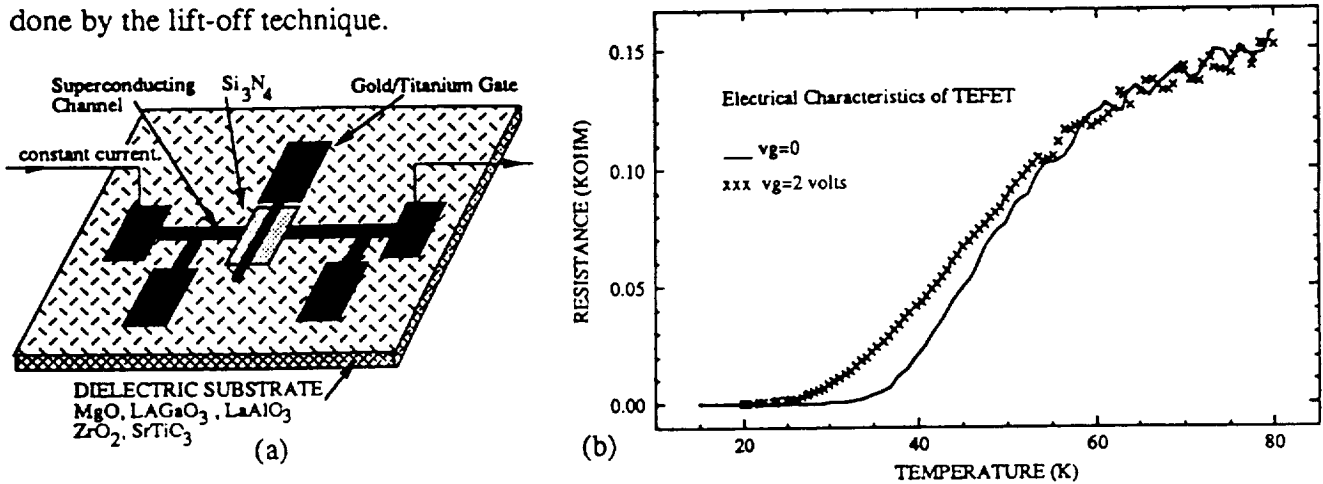 done by the lift-off technique.
Superconducting
Channel
Si3N4
Gold/Titanium Gate
constant current.
DIELECTRIC SUBSTRATE
MgO, LAGaO3 , LaAlO3
ZrO2, SrTiC3
(a)
(b)
RESISTANCE (KOHM)
0.15
0.10
0.05
0.00
Electrical Characteristics of TEFET
— vg=0
xxx vg=2 volts
20 40 60 80
TEMPERATURE (K)